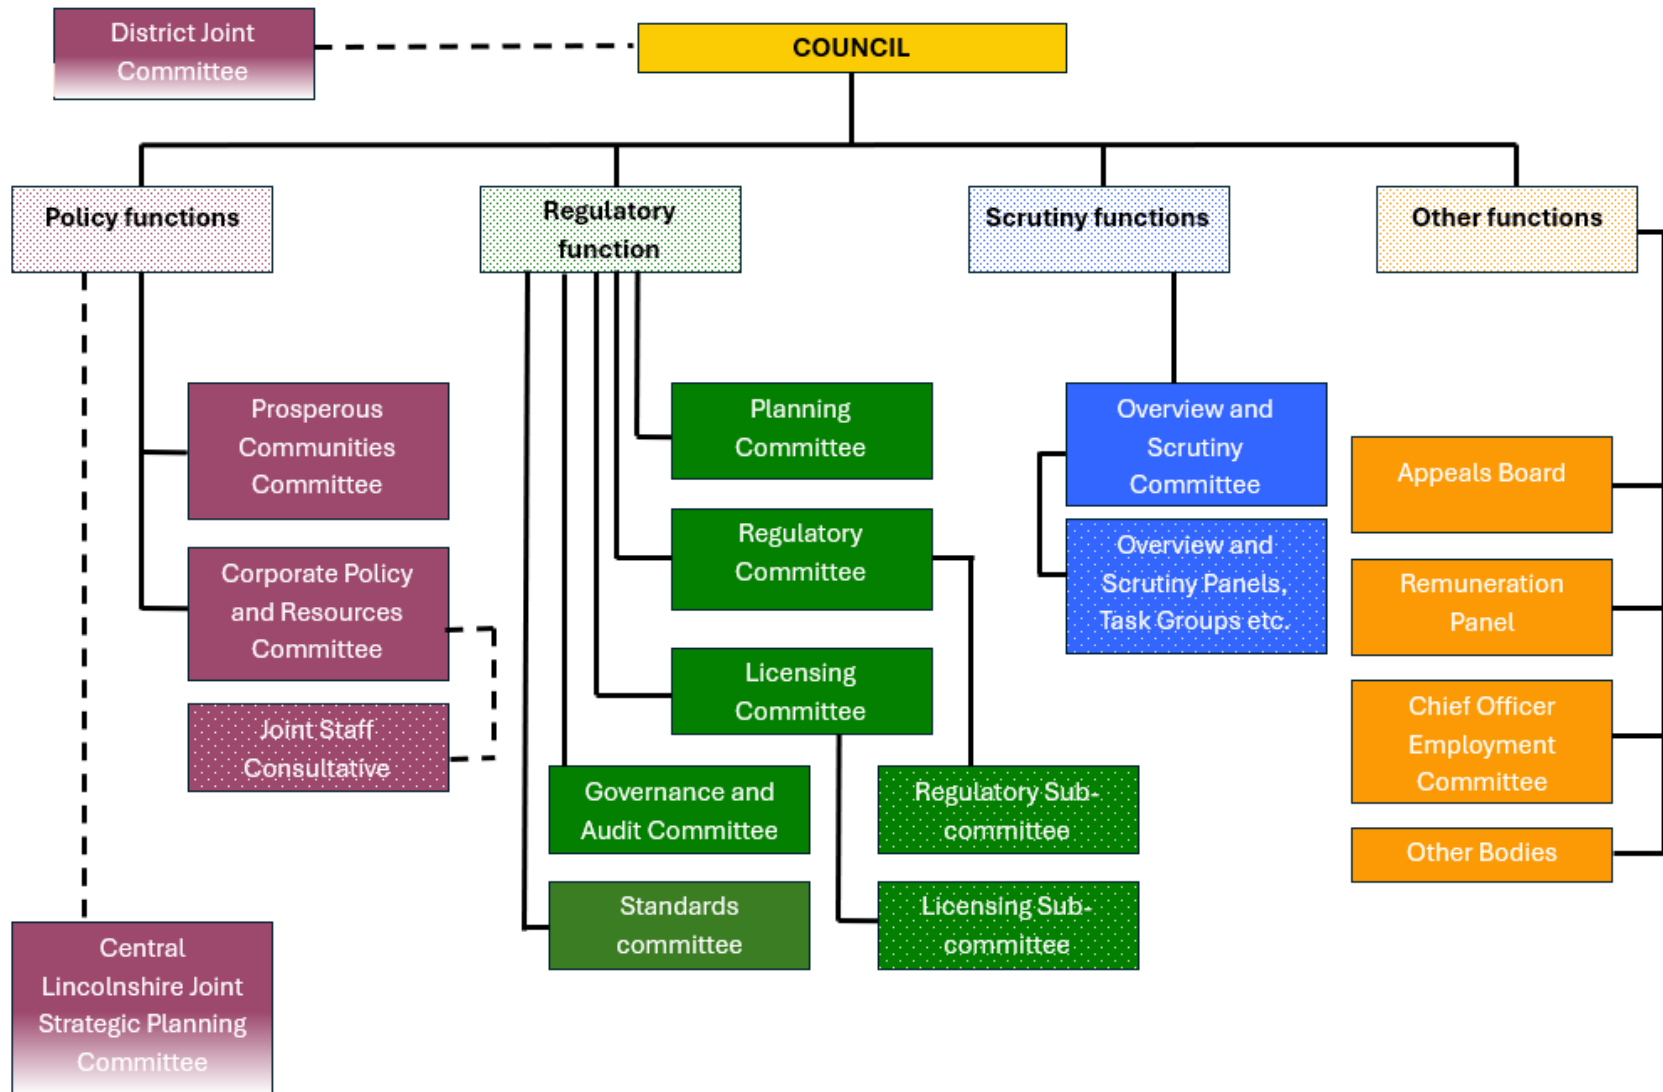 District Joint
Committee
COUNCIL
Policy functions
Regulatory
function
Scrutiny functions
Other functions
Prosperous
Communities
Committee
Corporate Policy
and Resources
Committee
Joint Staff
Consultative
Central
Lincolnshire Joint
Strategic Planning
Committee
Planning
Committee
Regulatory
Committee
Licensing
Committee
Governance and
Audit Committee
Standards
committee
Regulatory Sub-
committee
Licensing Sub-
committee
Overview and
Scrutiny
Committee
Overview and
Scrutiny Panels,
Task Groups etc.
Appeals Board
Remuneration
Panel
Chief Officer
Employment
Committee
Other Bodies